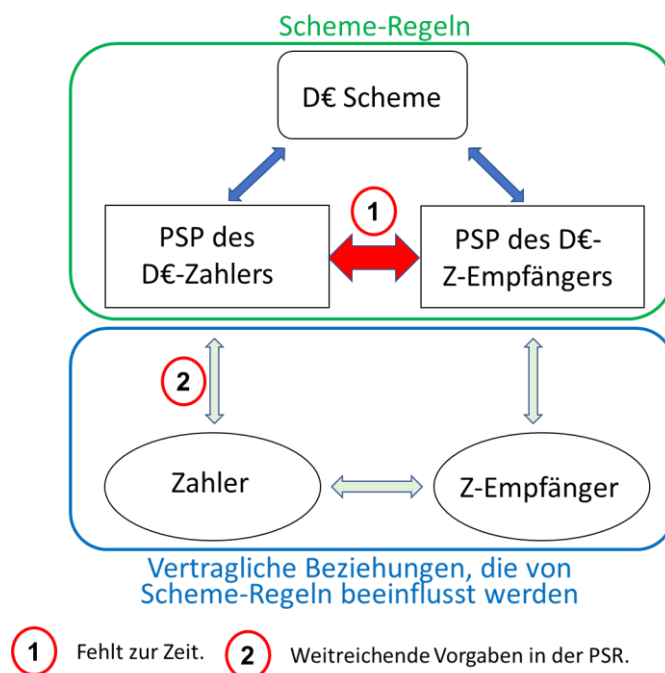 Scheme-Regeln
D€ Scheme
1
PSP des
D€-Zahlers
PSP des D€-
Z-Empfängers
2
Zahler
Z-Empfänger
Vertragliche Beziehungen, die von
Scheme-Regeln beeinflusst werden
1 Fehlt zur Zeit. 2 Weitreichende Vorgaben in der PSR.